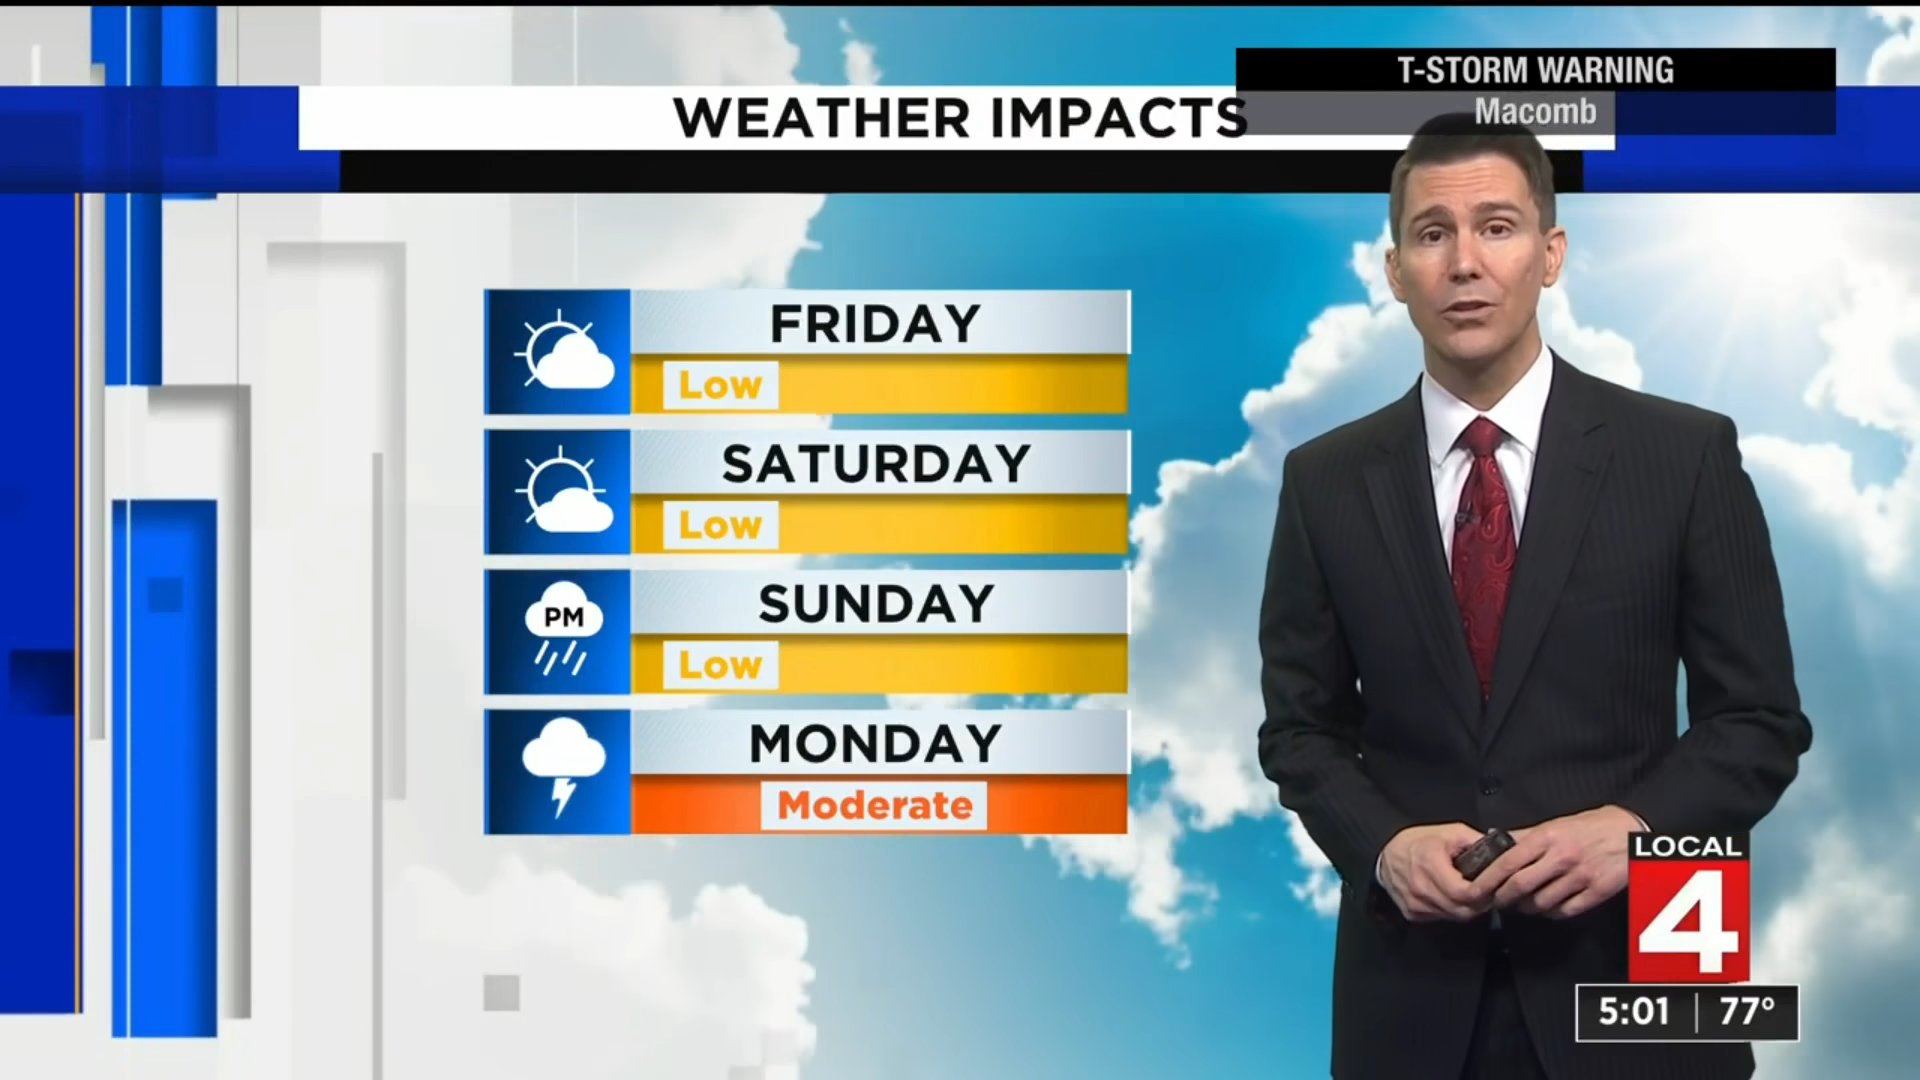 T-STORM WARNING
Macomb
WEATHER IMPACTS
FRIDAY
Low
SATURDAY
Low
PM
SUNDAY
Low
MONDAY
Moderate
LOCAL
4
5:01 | 77°